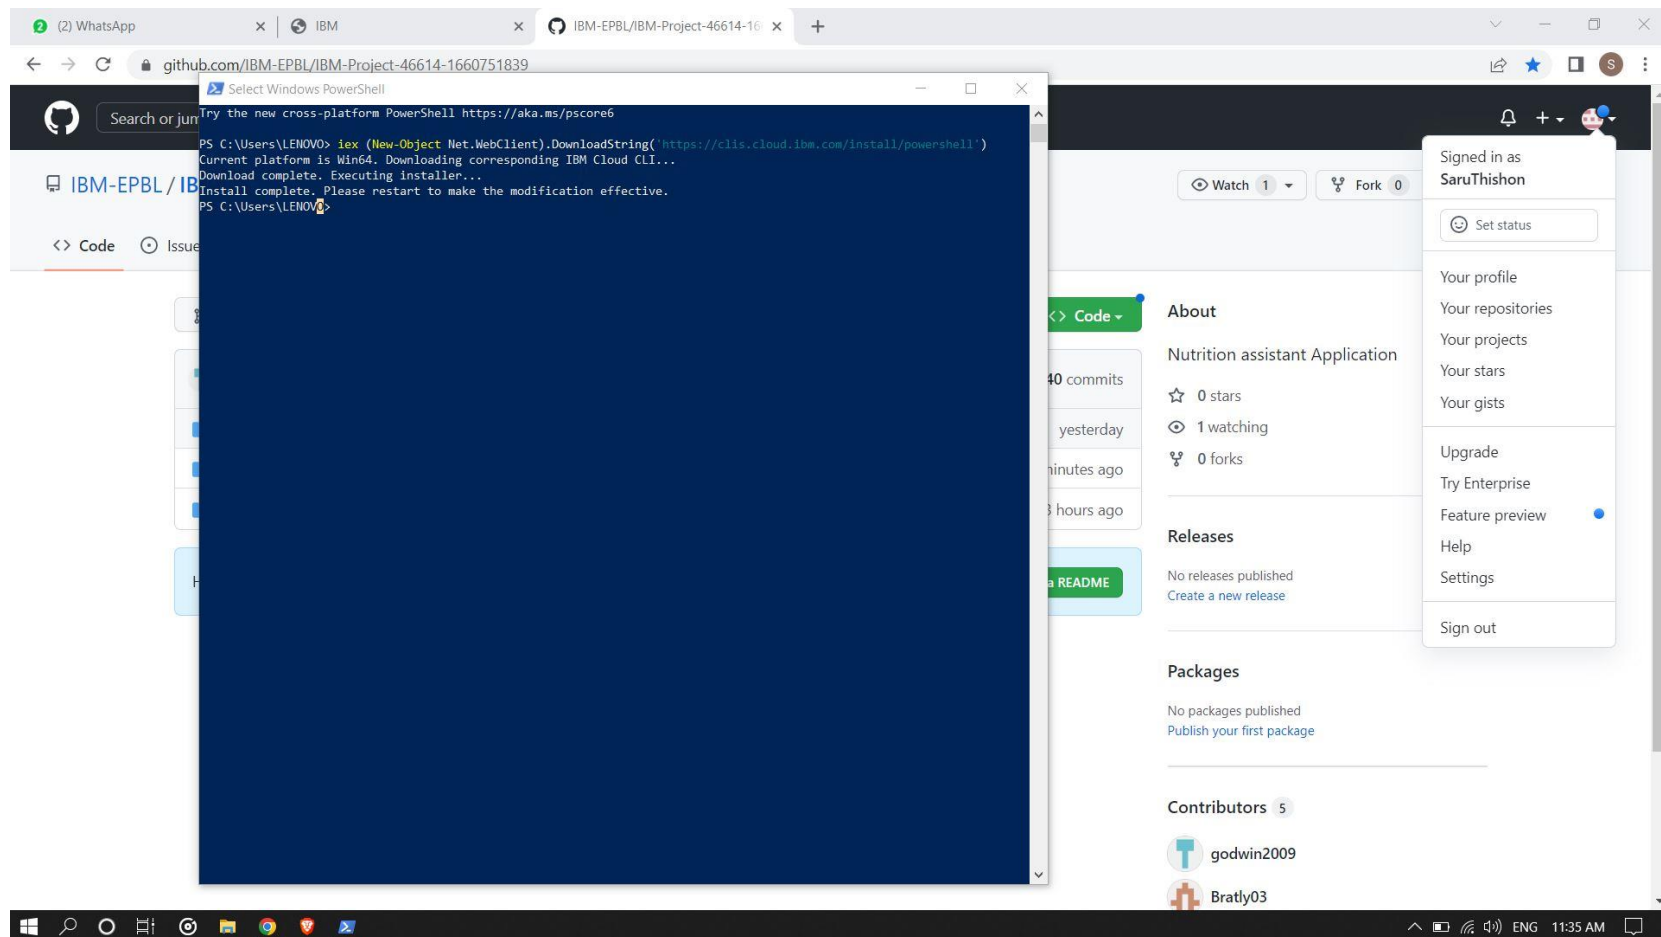 2 (2) WhatsApp
IBM
IBM-EPBL/IBM-Project-46614-16
github.com/IBM-EPBL/IBM-Project-46614-1660751839
S
Select Windows PowerShell
Try the new cross-platform PowerShell https://aka.ms/pscore6
PS C:\Users\LENOVO> iex (New-Object Net.WebClient).DownloadString('https://clis.cloud.ibm.com/install/powershell')
Current platform is Win64. Downloading corresponding IBM Cloud CLI...
Download complete. Executing installer...
Install complete. Please restart to make the modification effective.
PS C:\Users\LENOVO>
Search or jum
IBM-EPBL / IB
Watch 1
Fork 0
<> Code
Issue
Signed in as
SaruThishon
Set status
Your profile
Your repositories
Your projects
Your stars
Your gists
Upgrade
Try Enterprise
Feature preview
Help
Settings
Sign out
<> Code
40 commits
yesterday
minutes ago
3 hours ago
H
a README
About
Nutrition assistant Application
0 stars
1 watching
0 forks
Releases
No releases published
Create a new release
Packages
No packages published
Publish your first package
Contributors 5
godwin2009
Bratly03
ENG 11:35 AM